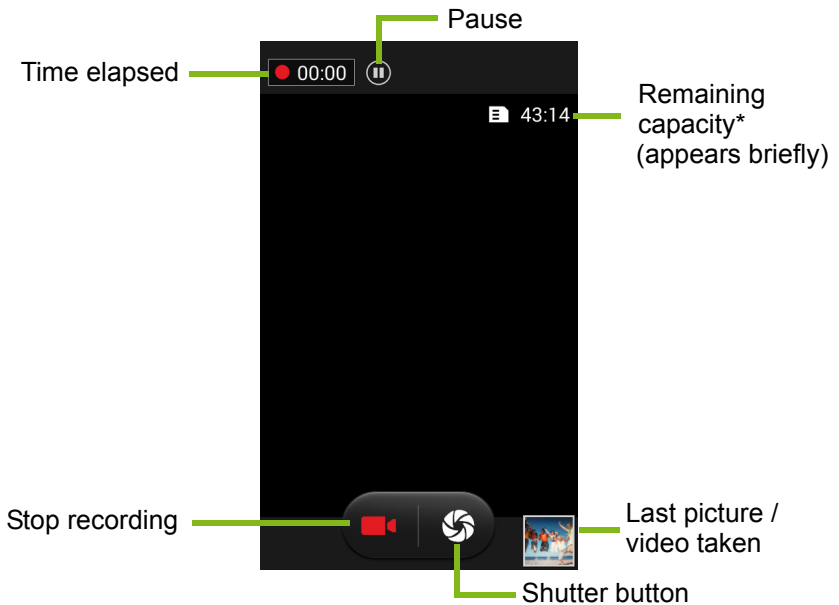 Pause
Time elapsed
00:00
43:14
Remaining
capacity*
(appears briefly)
Stop recording
Last picture /
video taken
Shutter button